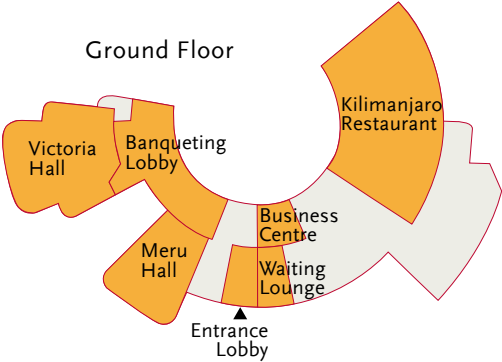 Ground Floor
Kilimanjaro
Restaurant
Victoria
Hall
Banqueting
Lobby
Business
Centre
Meru
Hall
Waiting
Lounge
Entrance
Lobby